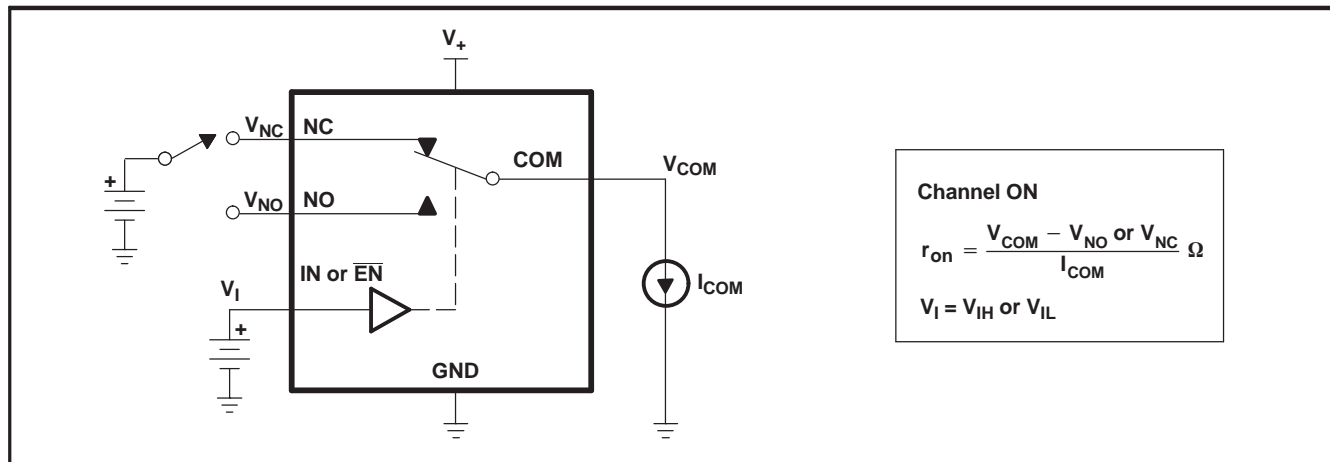 V+
VNC NC
COM
VCOM
VNO NO
IN or EN
VI
+
+
ICOM
GND
Channel ON
ron = VCOM − VNO or VNC / ICOM Ω
VI = VIH or VIL